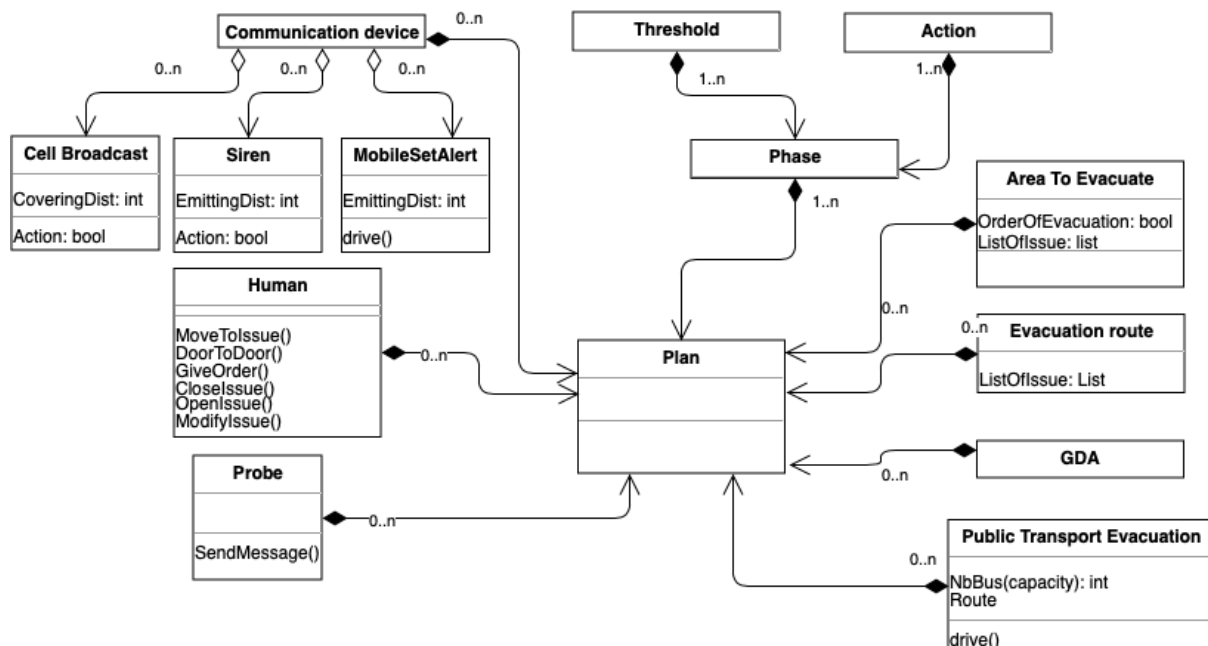 0..n
Communication device
Threshold
Action
0..n
0..n
0..n
1..n
1..n
Cell Broadcast
CoveringDist: int
Action: bool
Siren
EmittingDist: int
Action: bool
MobileSetAlert
EmittingDist: int
drive()
Phase
1..n
Area To Evacuate
OrderOfEvacuation: bool
ListOfIssue: list
0..n
Human
MoveToIssue()
DoorToDoor()
GiveOrder()
CloseIssue()
OpenIssue()
ModifyIssue()
0..n
Plan
0..n
Evacuation route
ListOfIssue: List
GDA
0..n
Probe
SendMessage()
0..n
Public Transport Evacuation
NbBus(capacity): int
Route
drive()
0..n